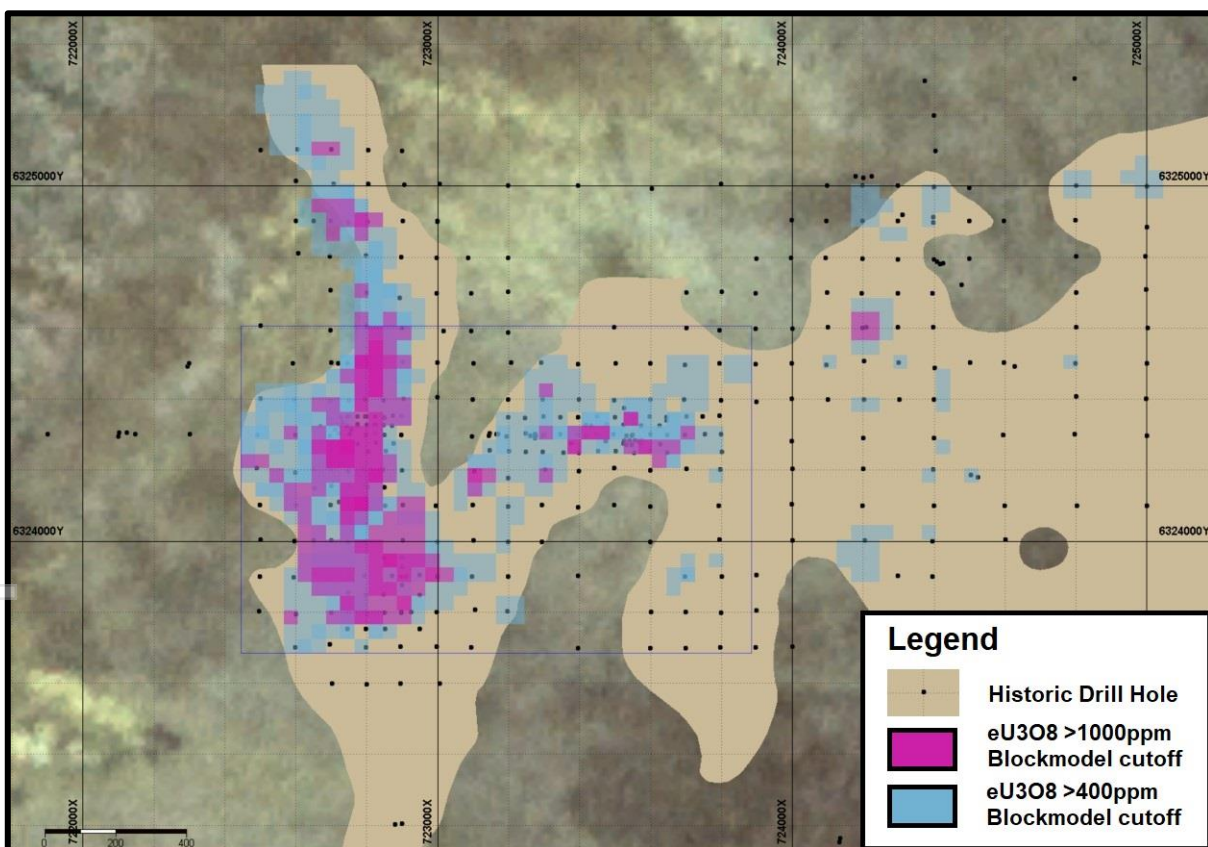 722000X
723000X
724000X
725000X
6325000Y
6325000Y
6324000Y
6324000Y
Legend
Historic Drill Hole
eU3O8 >1000ppm
Blockmodel cutoff
eU3O8 >400ppm
Blockmodel cutoff
722000X
723000X
724000X
0 200 400